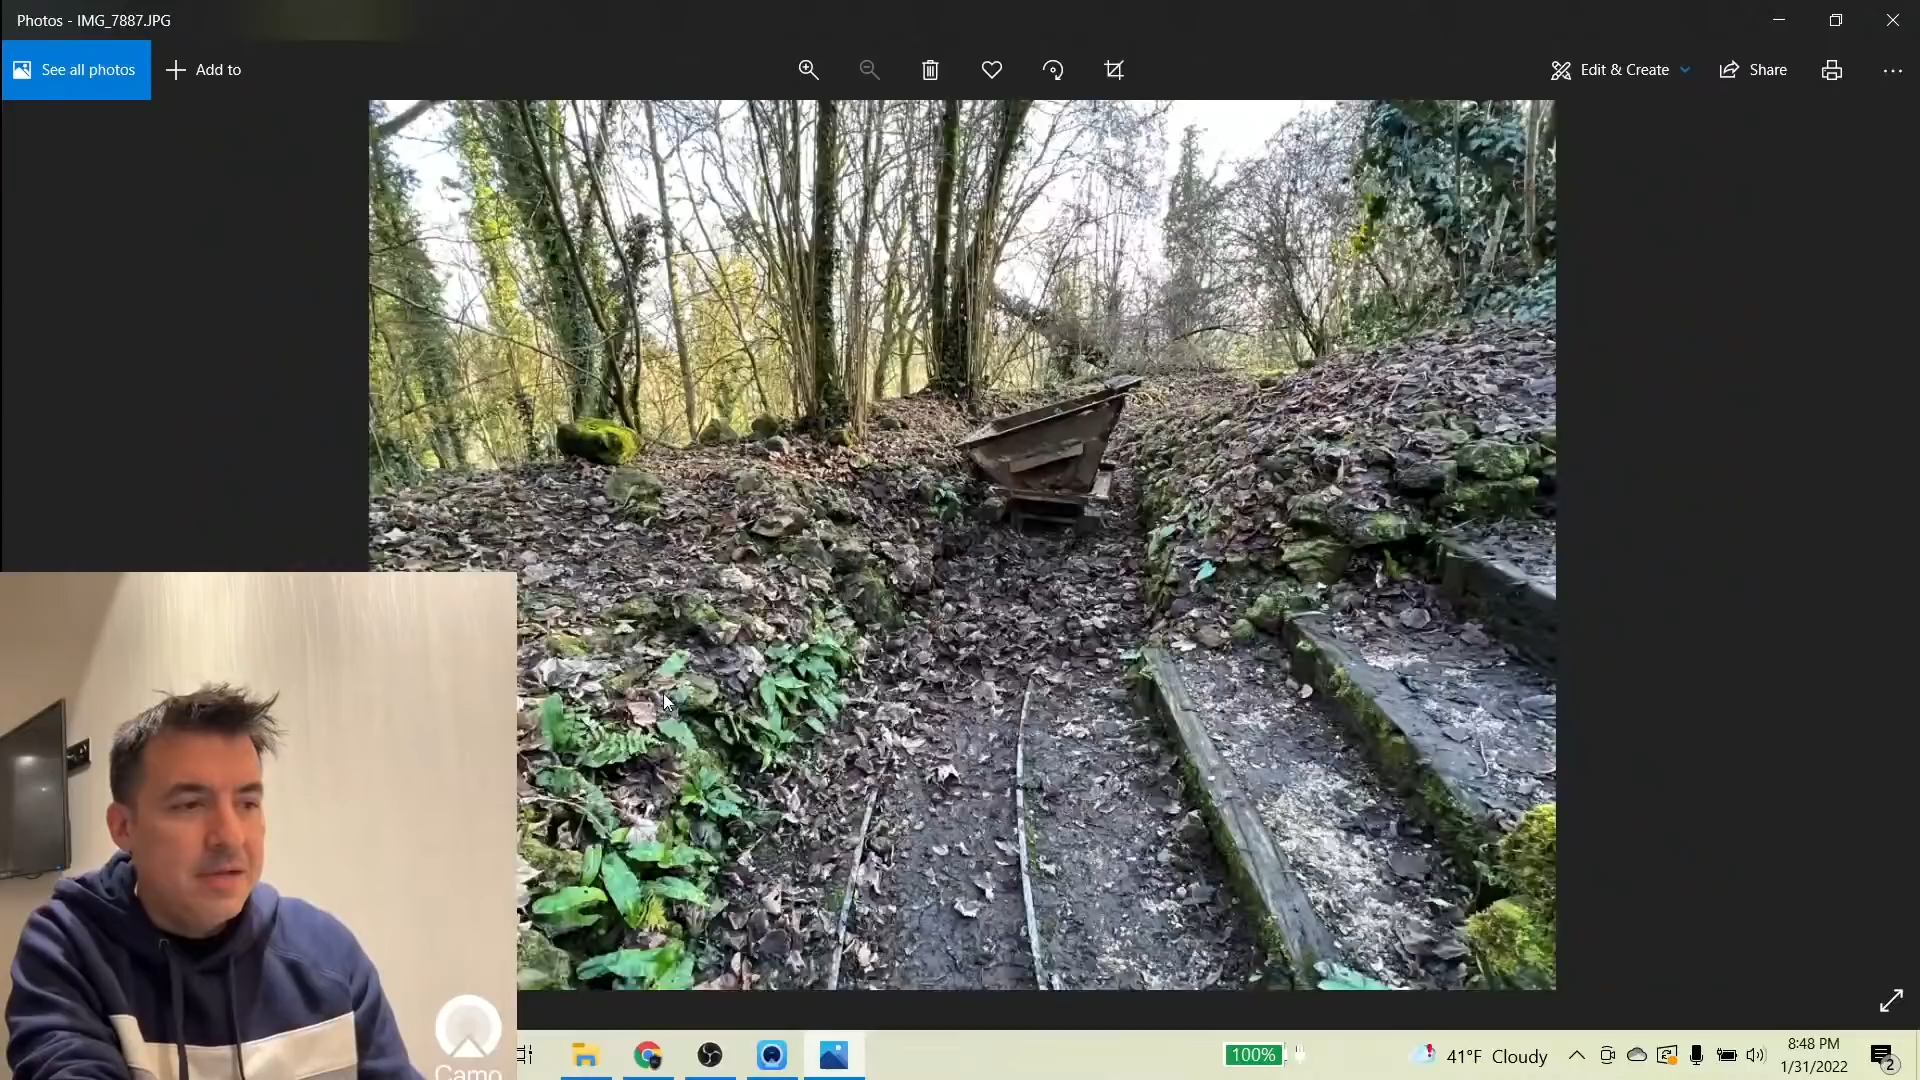 Photos - IMG_7887.JPG
See all photos
Add to
Edit & Create
Share
Camo
100%
41°F Cloudy
8:48 PM
1/31/2022
2